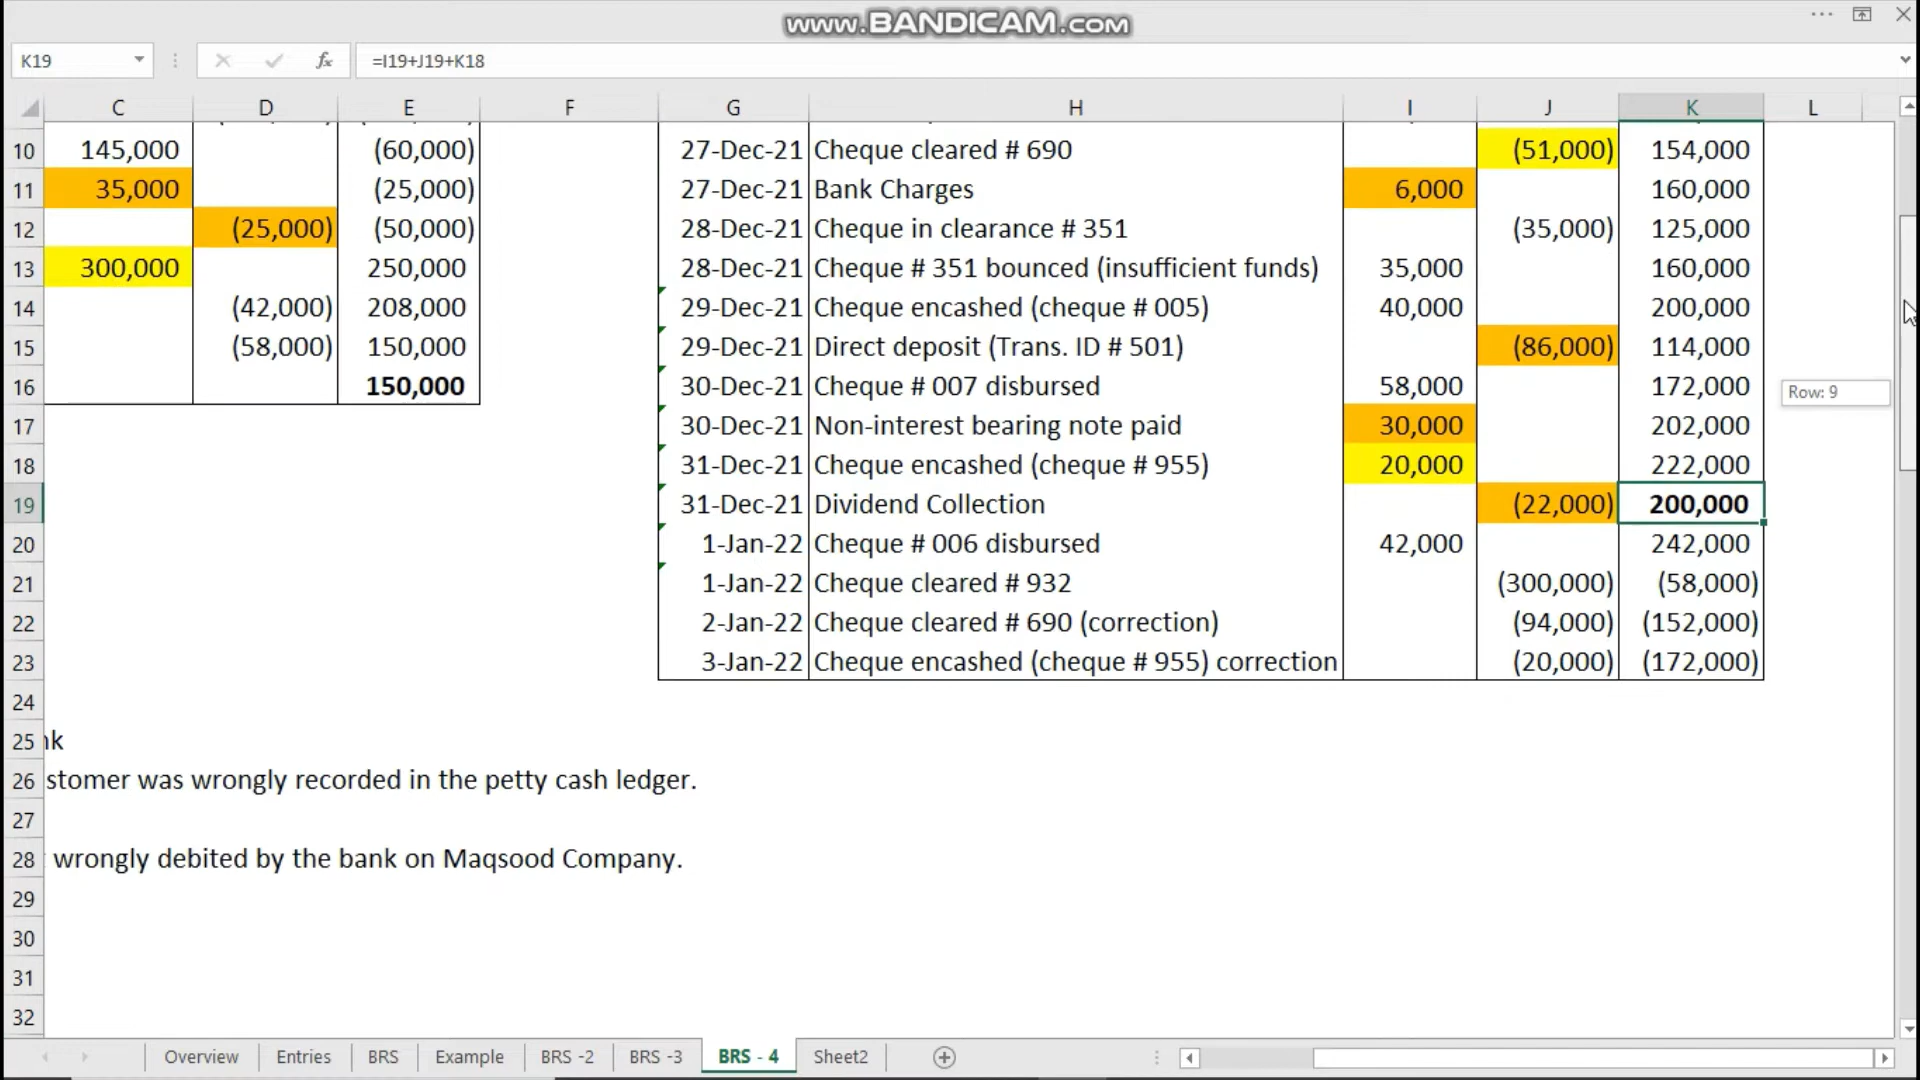 www.BANDICAM.com
K19 fx =I19+J19+K18
C D E F G H I J K L
10 145,000 (60,000) 27-Dec-21 Cheque cleared # 690 (51,000) 154,000
11 35,000 (25,000) 27-Dec-21 Bank Charges 6,000 160,000
12 (25,000) (50,000) 28-Dec-21 Cheque in clearance # 351 (35,000) 125,000
13 300,000 250,000 28-Dec-21 Cheque # 351 bounced (insufficient funds) 35,000 160,000
14 (42,000) 208,000 29-Dec-21 Cheque encashed (cheque # 005) 40,000 200,000
15 (58,000) 150,000 29-Dec-21 Direct deposit (Trans. ID # 501) (86,000) 114,000
16 150,000 30-Dec-21 Cheque # 007 disbursed 58,000 172,000
Row: 9
17 30-Dec-21 Non-interest bearing note paid 30,000 202,000
18 31-Dec-21 Cheque encashed (cheque # 955) 20,000 222,000
19 31-Dec-21 Dividend Collection (22,000) 200,000
20 1-Jan-22 Cheque # 006 disbursed 42,000 242,000
21 1-Jan-22 Cheque cleared # 932 (300,000) (58,000)
22 2-Jan-22 Cheque cleared # 690 (correction) (94,000) (152,000)
23 3-Jan-22 Cheque encashed (cheque # 955) correction (20,000) (172,000)
24
25 nk
26 stomer was wrongly recorded in the petty cash ledger.
27
28 wrongly debited by the bank on Maqsood Company.
29
30
31
32
Overview Entries BRS Example BRS -2 BRS -3 BRS - 4 Sheet2